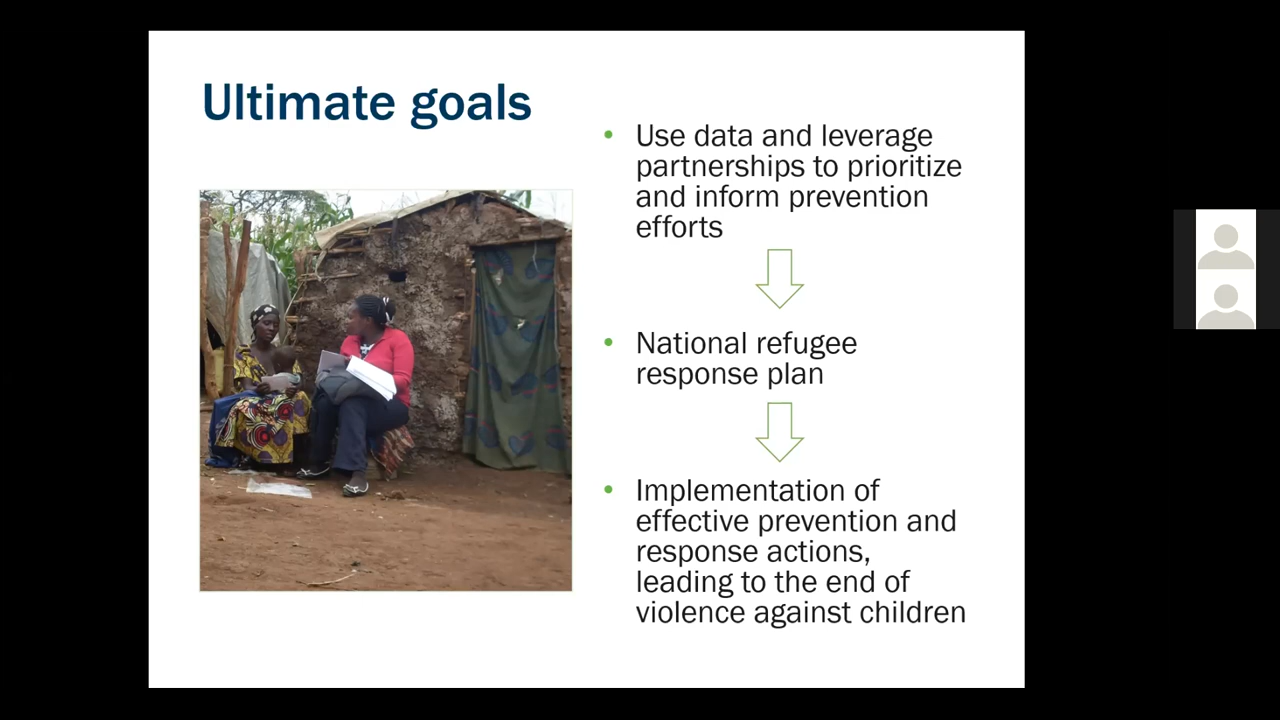 Ultimate goals
• Use data and leverage
partnerships to prioritize
and inform prevention
efforts
• National refugee
response plan
• Implementation of
effective prevention and
response actions,
leading to the end of
violence against children